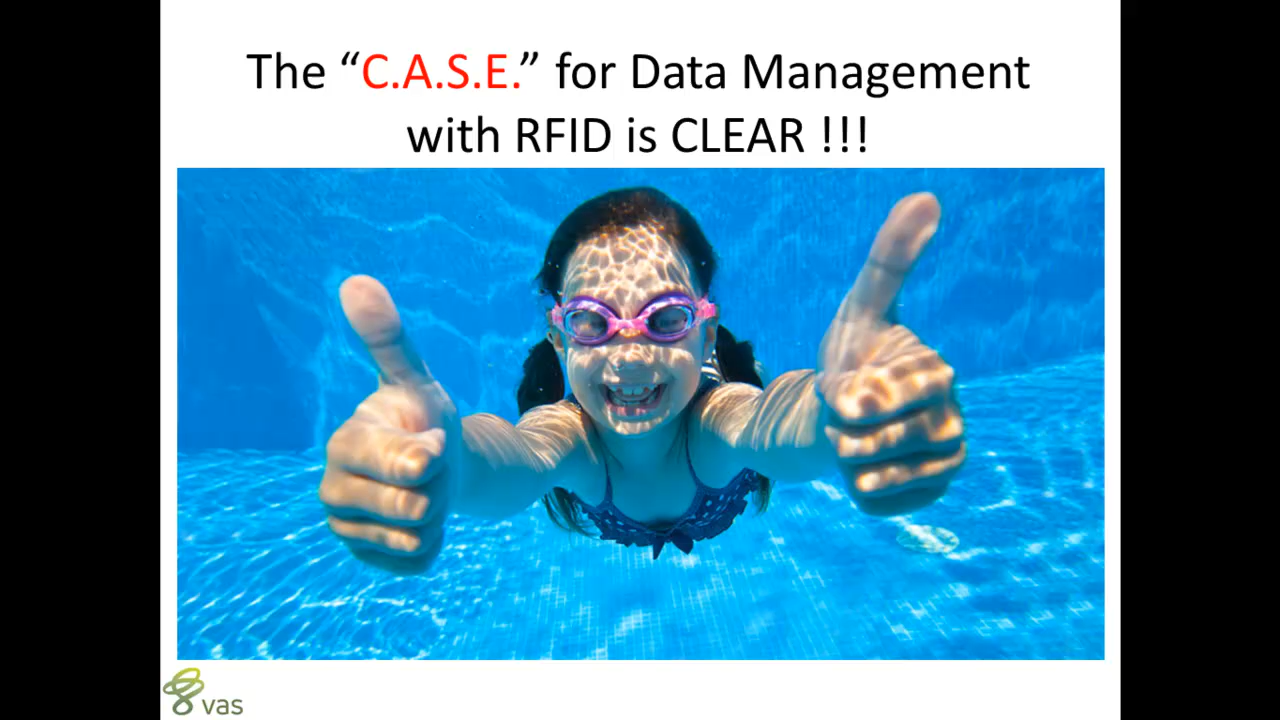 The “C.A.S.E.” for Data Management
with RFID is CLEAR !!!
vas